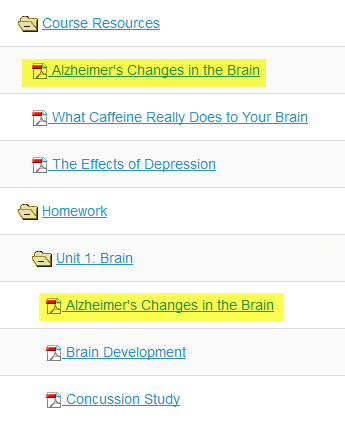 Course Resources
Alzheimer's Changes in the Brain
What Caffeine Really Does to Your Brain
The Effects of Depression
Homework
Unit 1: Brain
Alzheimer's Changes in the Brain
Brain Development
Concussion Study